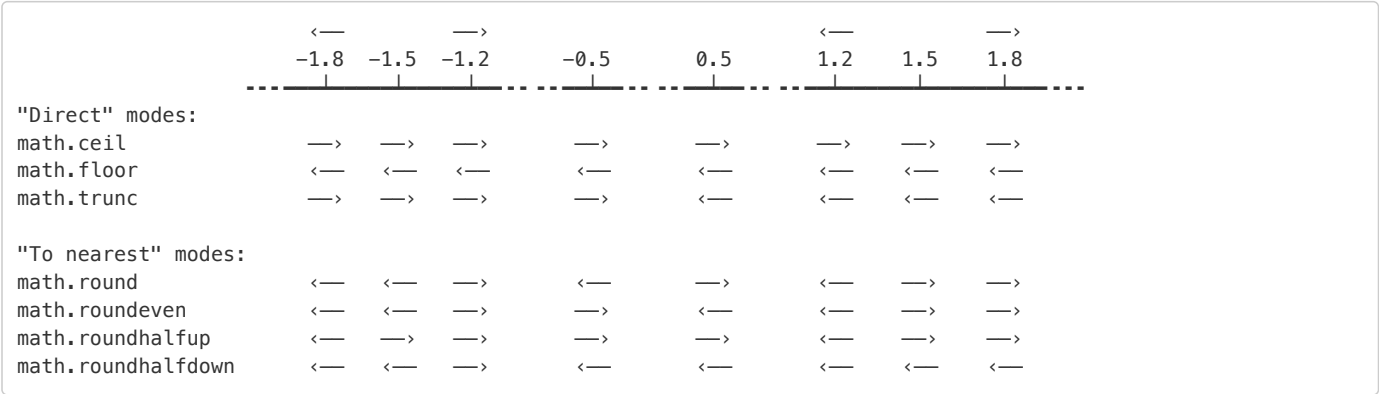 ‹—— ——› ‹—— ——›
−1.8 −1.5 −1.2 −0.5 0.5 1.2 1.5 1.8
----┴---┴---┴-- --┴-- --┴-- --┴---┴---┴---
"Direct" modes:
math.ceil ——› ——› ——› ——› ——› ——› ——› ——›
math.floor ‹—— ‹—— ‹—— ‹—— ‹—— ‹—— ‹—— ‹——
math.trunc ——› ——› ——› ——› ‹—— ‹—— ‹—— ‹——
"To nearest" modes:
math.round ‹—— ‹—— ——› ‹—— ——› ‹—— ——› ——›
math.roundeven ‹—— ‹—— ——› ——› ‹—— ‹—— ——› ——›
math.roundhalfup ‹—— ——› ——› ——› ——› ‹—— ——› ——›
math.roundhalfdown ‹—— ‹—— ——› ‹—— ‹—— ‹—— ‹—— ‹——